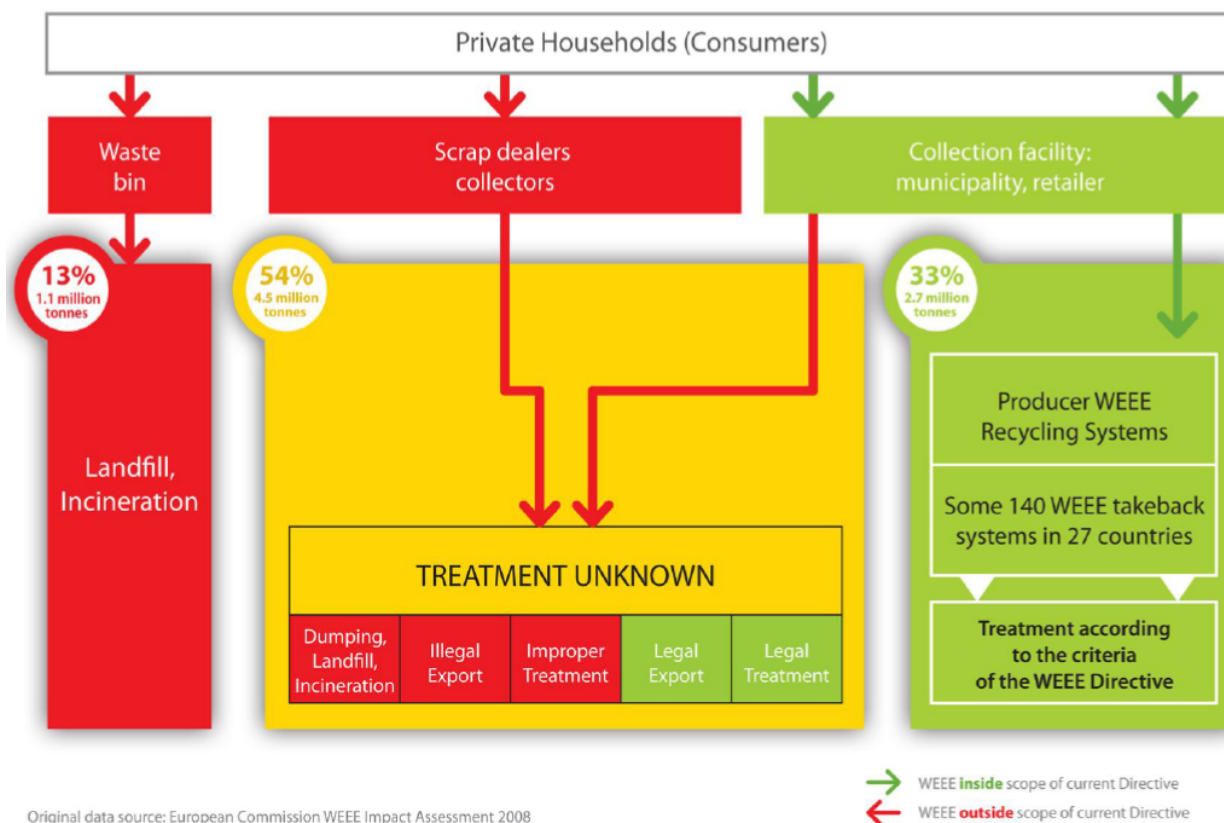 Private Households (Consumers)
Waste
bin
Scrap dealers
collectors
Collection facility:
municipality, retailer
13%
1.1 million
tonnes
54%
4.5 million
tonnes
33%
2.7 million
tonnes
Landfill,
Incineration
TREATMENT UNKNOWN
Dumping,
Landfill,
Incineration
Illegal
Export
Improper
Treatment
Legal
Export
Legal
Treatment
Producer WEEE
Recycling Systems
Some 140 WEEE takeback
systems in 27 countries
Treatment according
to the criteria
of the WEEE Directive
WEEE inside scope of current Directive
WEEE outside scope of current Directive
Original data source: European Commission WEEE Impact Assessment 2008